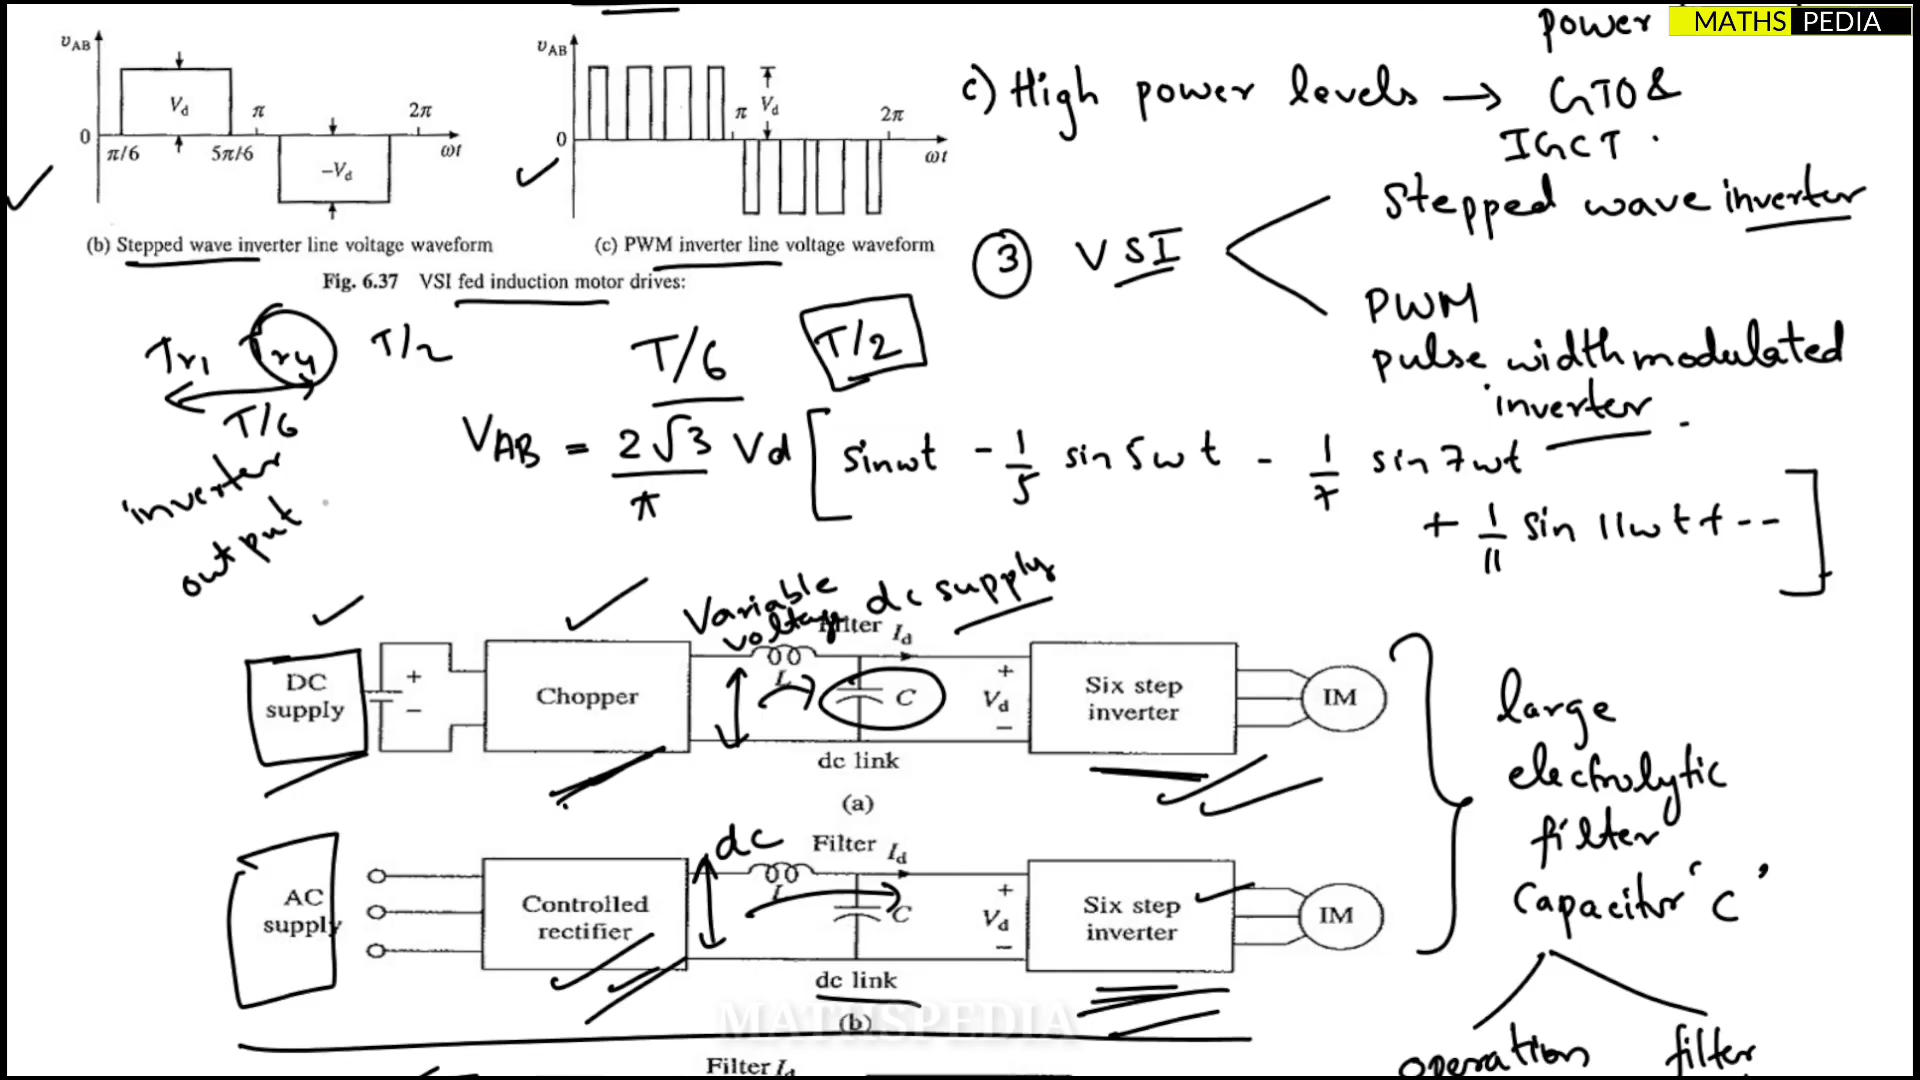 MATHS PEDIA
power
c) High power levels → GTO &
IGCT .
υAB
Vd
π
2π
0
π/6
5π/6
ωt
−Vd
(b) Stepped wave inverter line voltage waveform
υAB
Vd
π
2π
0
ωt
(c) PWM inverter line voltage waveform
Fig. 6.37 VSI fed induction motor drives:
③ VSI
Stepped wave inverter
PWM
pulse width modulated
inverter
Tr1 Tr4 T/2
T/6
T/6
T/2
inverter
output
VAB = 2√3/π Vd [ sinωt - 1/5 sin 5ωt - 1/7 sin 7ωt
+ 1/11 sin 11ωt + -- ]
Variable
voltage
dc supply
DC
supply
+
−
Chopper
Filter Id
L
C
+
Vd
−
Six step
inverter
IM
dc link
(a)
AC
supply
Controlled
rectifier
dc
Filter Id
L
C
+
Vd
−
Six step
inverter
IM
dc link
(b)
large
electrolytic
filter
Capacitor 'C'
operation
filter
MATHSPEDIA
Filter Id